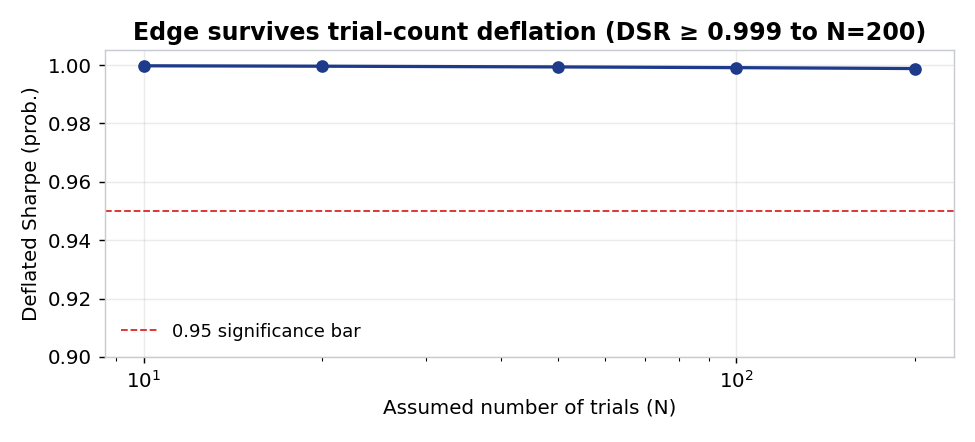 Edge survives trial-count deflation (DSR ≥ 0.999 to N=200)
Deflated Sharpe (prob.)
1.00
0.98
0.96
0.94
0.92
0.90
0.95 significance bar
10¹
10²
Assumed number of trials (N)